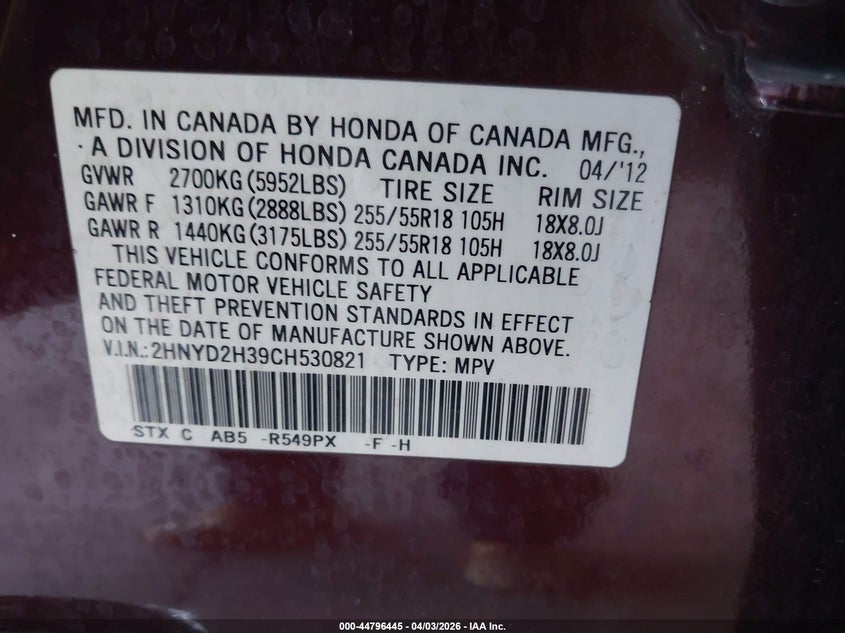 MFD. IN CANADA BY HONDA OF CANADA MFG.,
A DIVISION OF HONDA CANADA INC. 04/'12
GVWR 2700KG(5952LBS) TIRE SIZE RIM SIZE
GAWR F 1310KG(2888LBS) 255/55R18 105H 18X8.0J
GAWR R 1440KG(3175LBS) 255/55R18 105H 18X8.0J
THIS VEHICLE CONFORMS TO ALL APPLICABLE
FEDERAL MOTOR VEHICLE SAFETY
AND THEFT PREVENTION STANDARDS IN EFFECT
ON THE DATE OF MANUFACTURE SHOWN ABOVE.
V.I.N.:2HNYD2H39CH530821 TYPE: MPV
STX C AB5 -R549PX -F -H
000-44796445 - 04/03/2026 - IAA Inc.